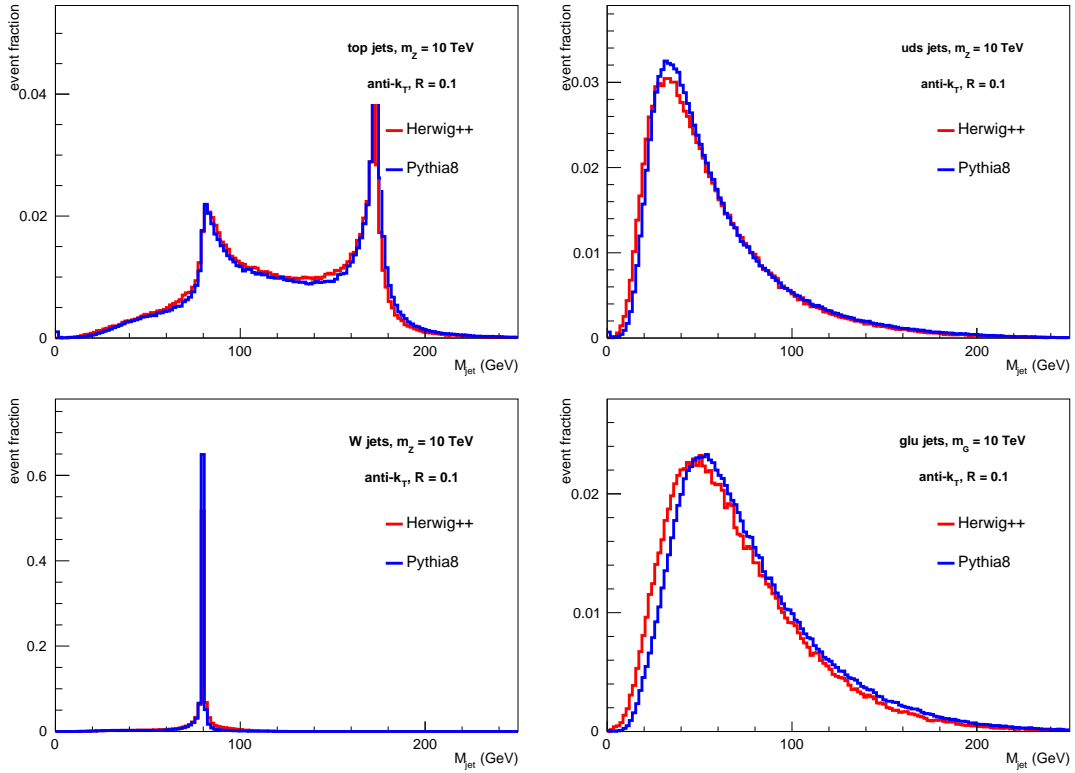 event fraction
top jets, m_Z = 10 TeV
anti-k_T, R = 0.1
Herwig++
Pythia8
0.04
0.02
0
0
100
200
M_jet (GeV)
event fraction
uds jets, m_Z = 10 TeV
anti-k_T, R = 0.1
Herwig++
Pythia8
0.03
0.02
0.01
0
0
100
200
M_jet (GeV)
event fraction
W jets, m_Z = 10 TeV
anti-k_T, R = 0.1
Herwig++
Pythia8
0.6
0.4
0.2
0
0
100
200
M_jet (GeV)
event fraction
glu jets, m_G = 10 TeV
anti-k_T, R = 0.1
Herwig++
Pythia8
0.02
0.01
0
0
100
200
M_jet (GeV)